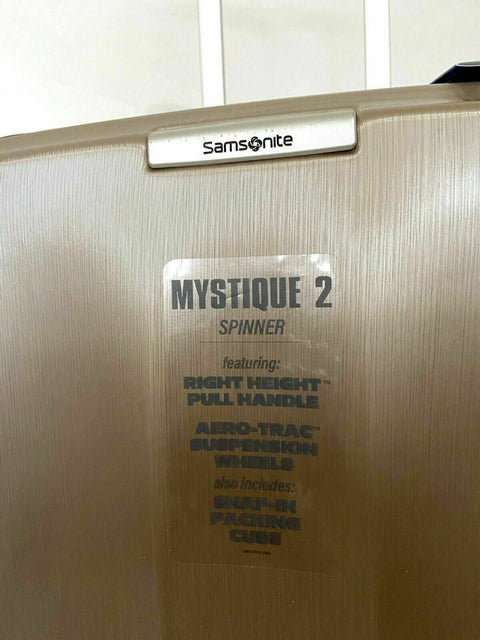 Samsonite
MYSTIQUE 2
SPINNER
featuring:
RIGHT HEIGHT™
PULL HANDLE
AERO-TRAC™
SUSPENSION
WHEELS
also includes:
SNAP-IN
PACKING
CUBE